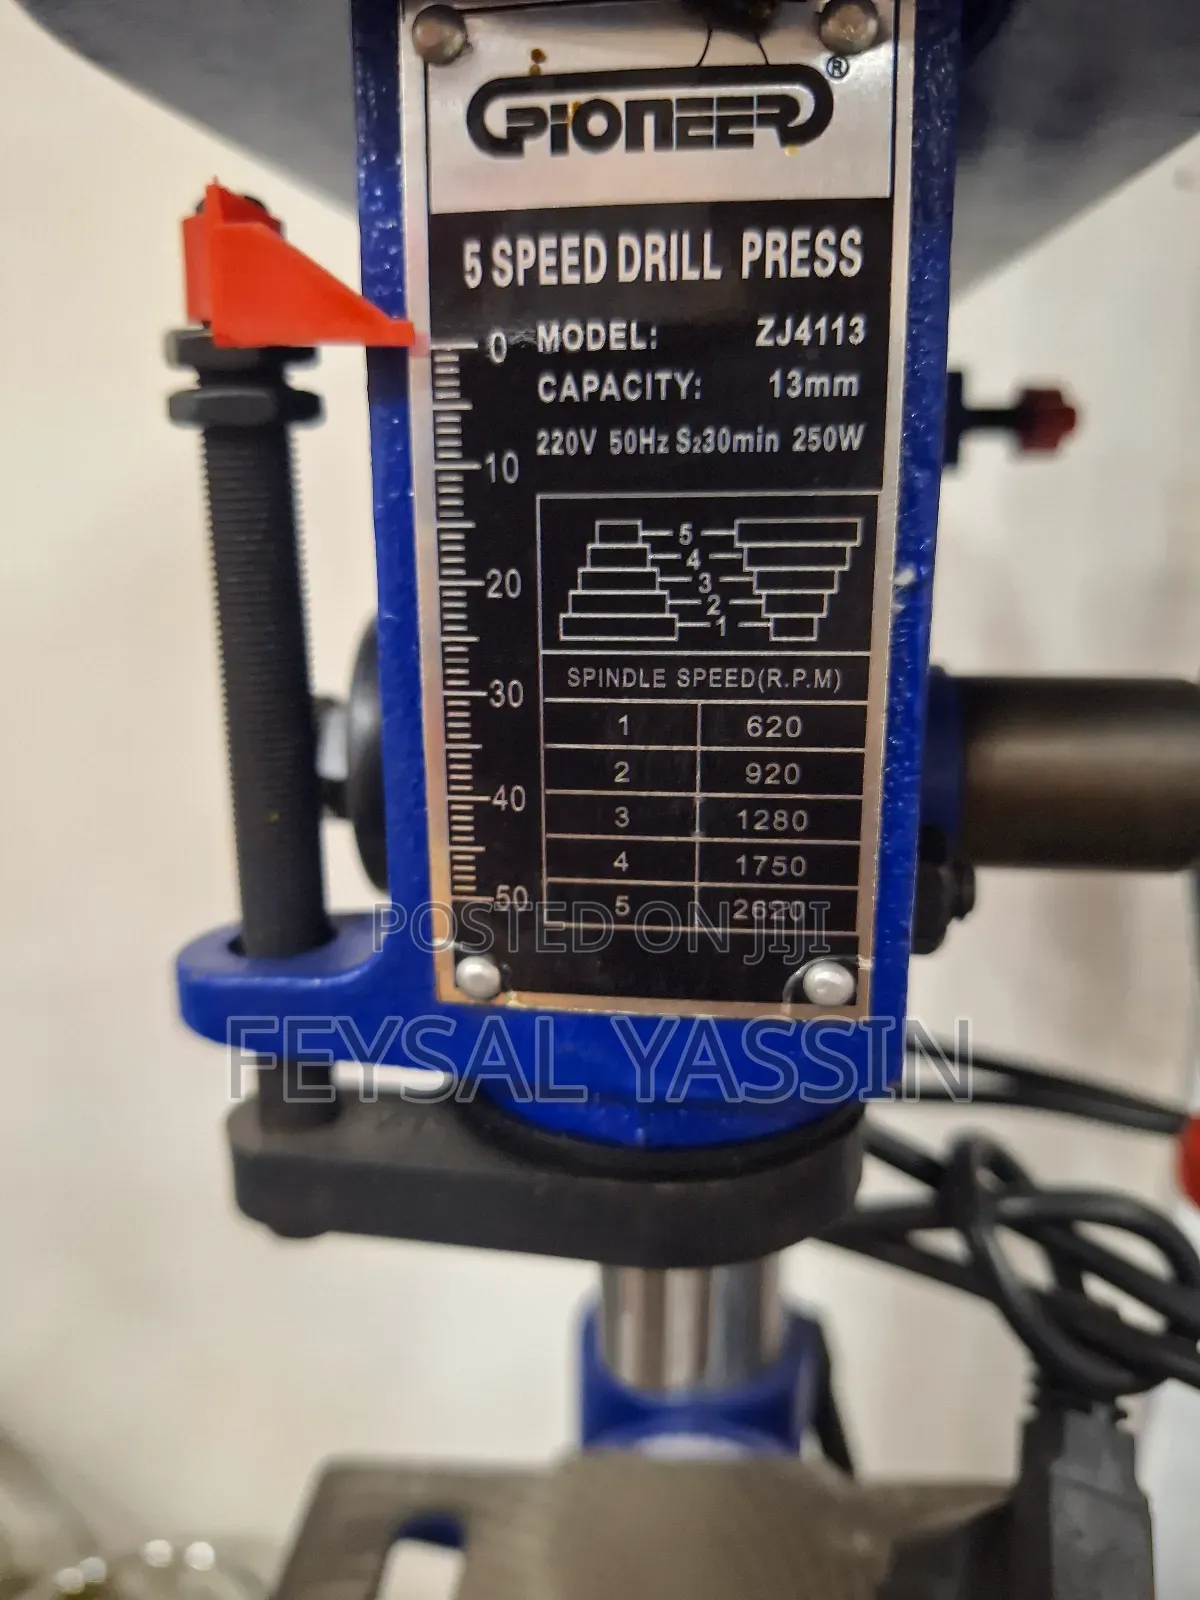 PIONEER®
5 SPEED DRILL PRESS
MODEL: ZJ4113
CAPACITY: 13mm
220V 50Hz S₂30min 250W
0
10
20
30
40
50
5
4
3
2
1
SPINDLE SPEED(R.P.M)
1 620
2 920
3 1280
4 1750
5 2620
POSTED ON JIJI
FEYSAL YASSIN